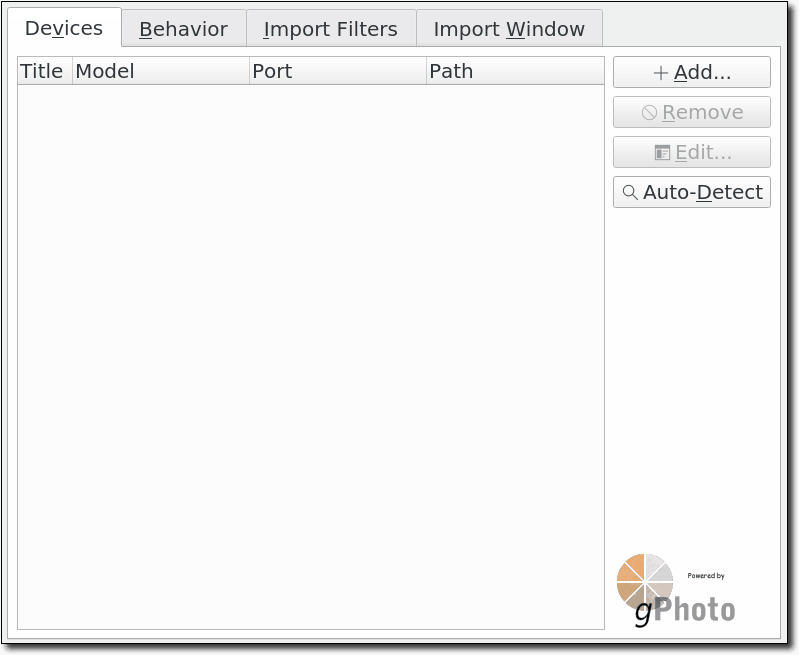 Devices Behavior Import Filters Import Window
Title Model Port Path
Add...
Remove
Edit...
Auto-Detect
Powered by
gPhoto